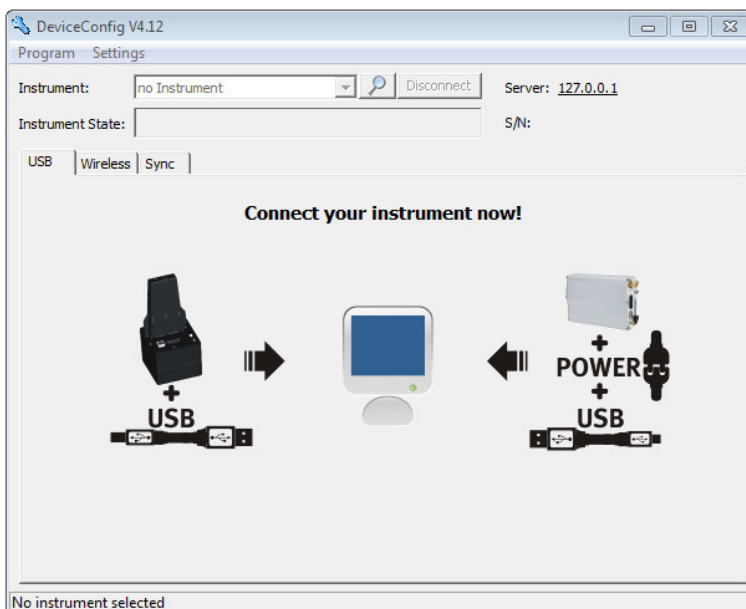 DeviceConfig V4.12
Program Settings
Instrument: no Instrument Disconnect Server: 127.0.0.1
Instrument State: S/N:
USB Wireless Sync
Connect your instrument now!
+ +
USB POWER
+
USB
No instrument selected